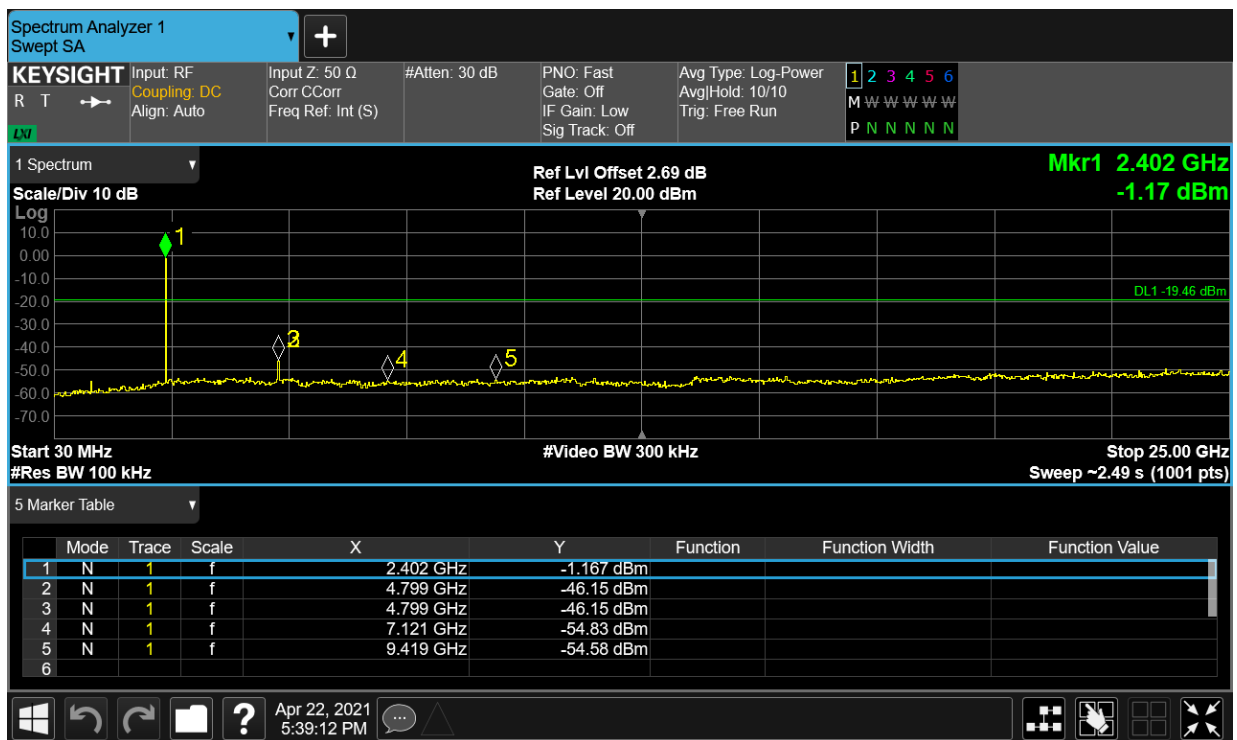 Spectrum Analyzer 1
Swept SA
+
KEYSIGHT Input: RF Input Z: 50 Ω #Atten: 30 dB PNO: Fast Avg Type: Log-Power 1 2 3 4 5 6
R T Coupling: DC Corr CCorr Gate: Off Avg|Hold: 10/10 M W W W W W
Align: Auto Freq Ref: Int (S) IF Gain: Low Trig: Free Run P N N N N N
LXI Sig Track: Off
1 Spectrum Ref Lvl Offset 2.69 dB Mkr1 2.402 GHz
Scale/Div 10 dB Ref Level 20.00 dBm -1.17 dBm
Log
10.0 1
0.00
-10.0
-20.0 DL1 -19.46 dBm
-30.0
-40.0 3
-50.0 4 5
-60.0
-70.0
Start 30 MHz #Video BW 300 kHz Stop 25.00 GHz
#Res BW 100 kHz Sweep ~2.49 s (1001 pts)
5 Marker Table
Mode Trace Scale X Y Function Function Width Function Value
1 N 1 f 2.402 GHz -1.167 dBm
2 N 1 f 4.799 GHz -46.15 dBm
3 N 1 f 4.799 GHz -46.15 dBm
4 N 1 f 7.121 GHz -54.83 dBm
5 N 1 f 9.419 GHz -54.58 dBm
6
? Apr 22, 2021
5:39:12 PM